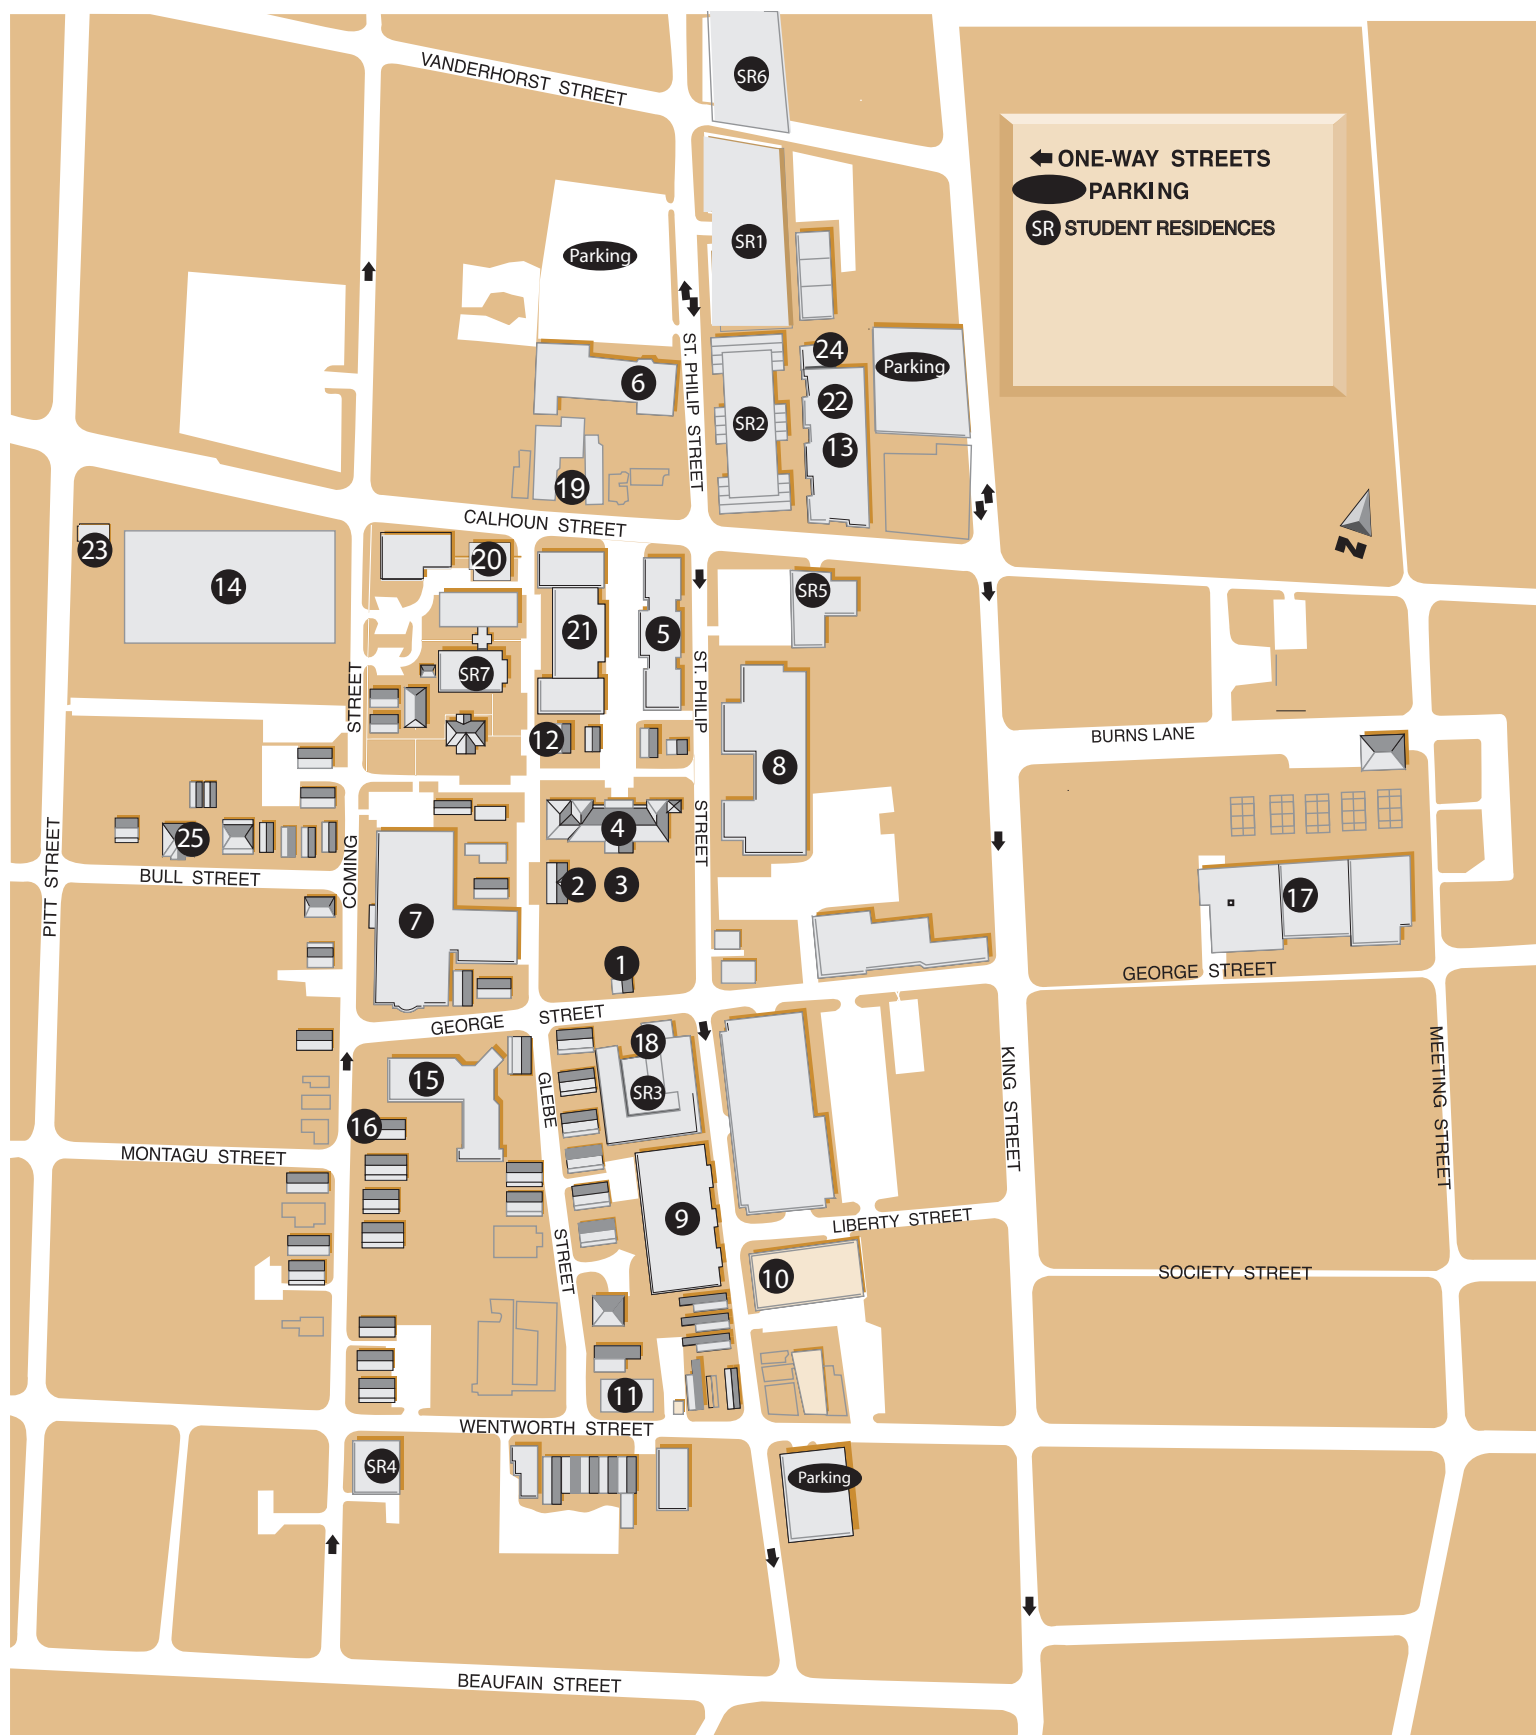 VANDERHORST STREET
SR6
ONE-WAY STREETS
PARKING
SR STUDENT RESIDENCES
Parking
SR1
ST. PHILIP STREET
24
Parking
6
22
SR2
13
19
CALHOUN STREET
N
23
14
20
SR5
21
5
SR7
ST. PHILIP STREET
COMING STREET
12
BURNS LANE
8
4
25
PITT STREET
BULL STREET
2
3
7
17
1
GEORGE STREET
GEORGE STREET
18
15
SR3
GLEBE STREET
KING STREET
MEETING STREET
16
MONTAGU STREET
9
LIBERTY STREET
10
SOCIETY STREET
11
WENTWORTH STREET
SR4
Parking
BEAUFAIN STREET